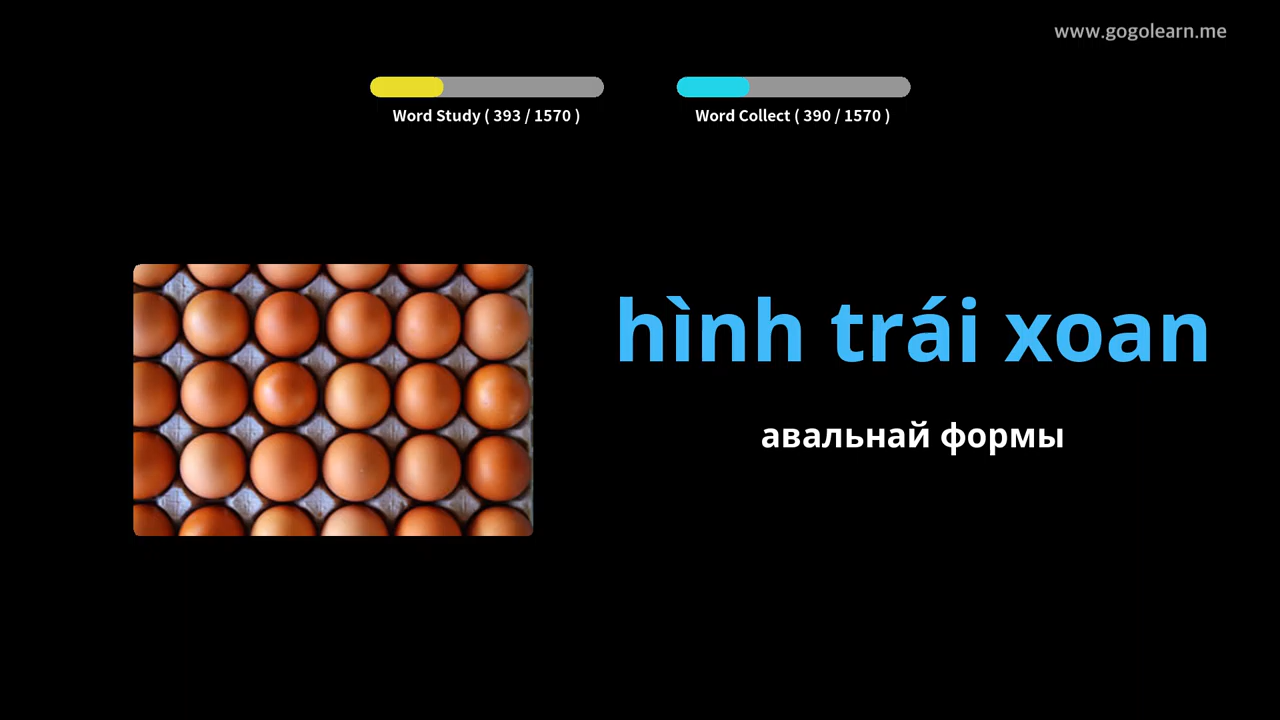 www.gogolearn.me
Word Study ( 393 / 1570 )
Word Collect ( 390 / 1570 )
hình trái xoan
авальнай формы